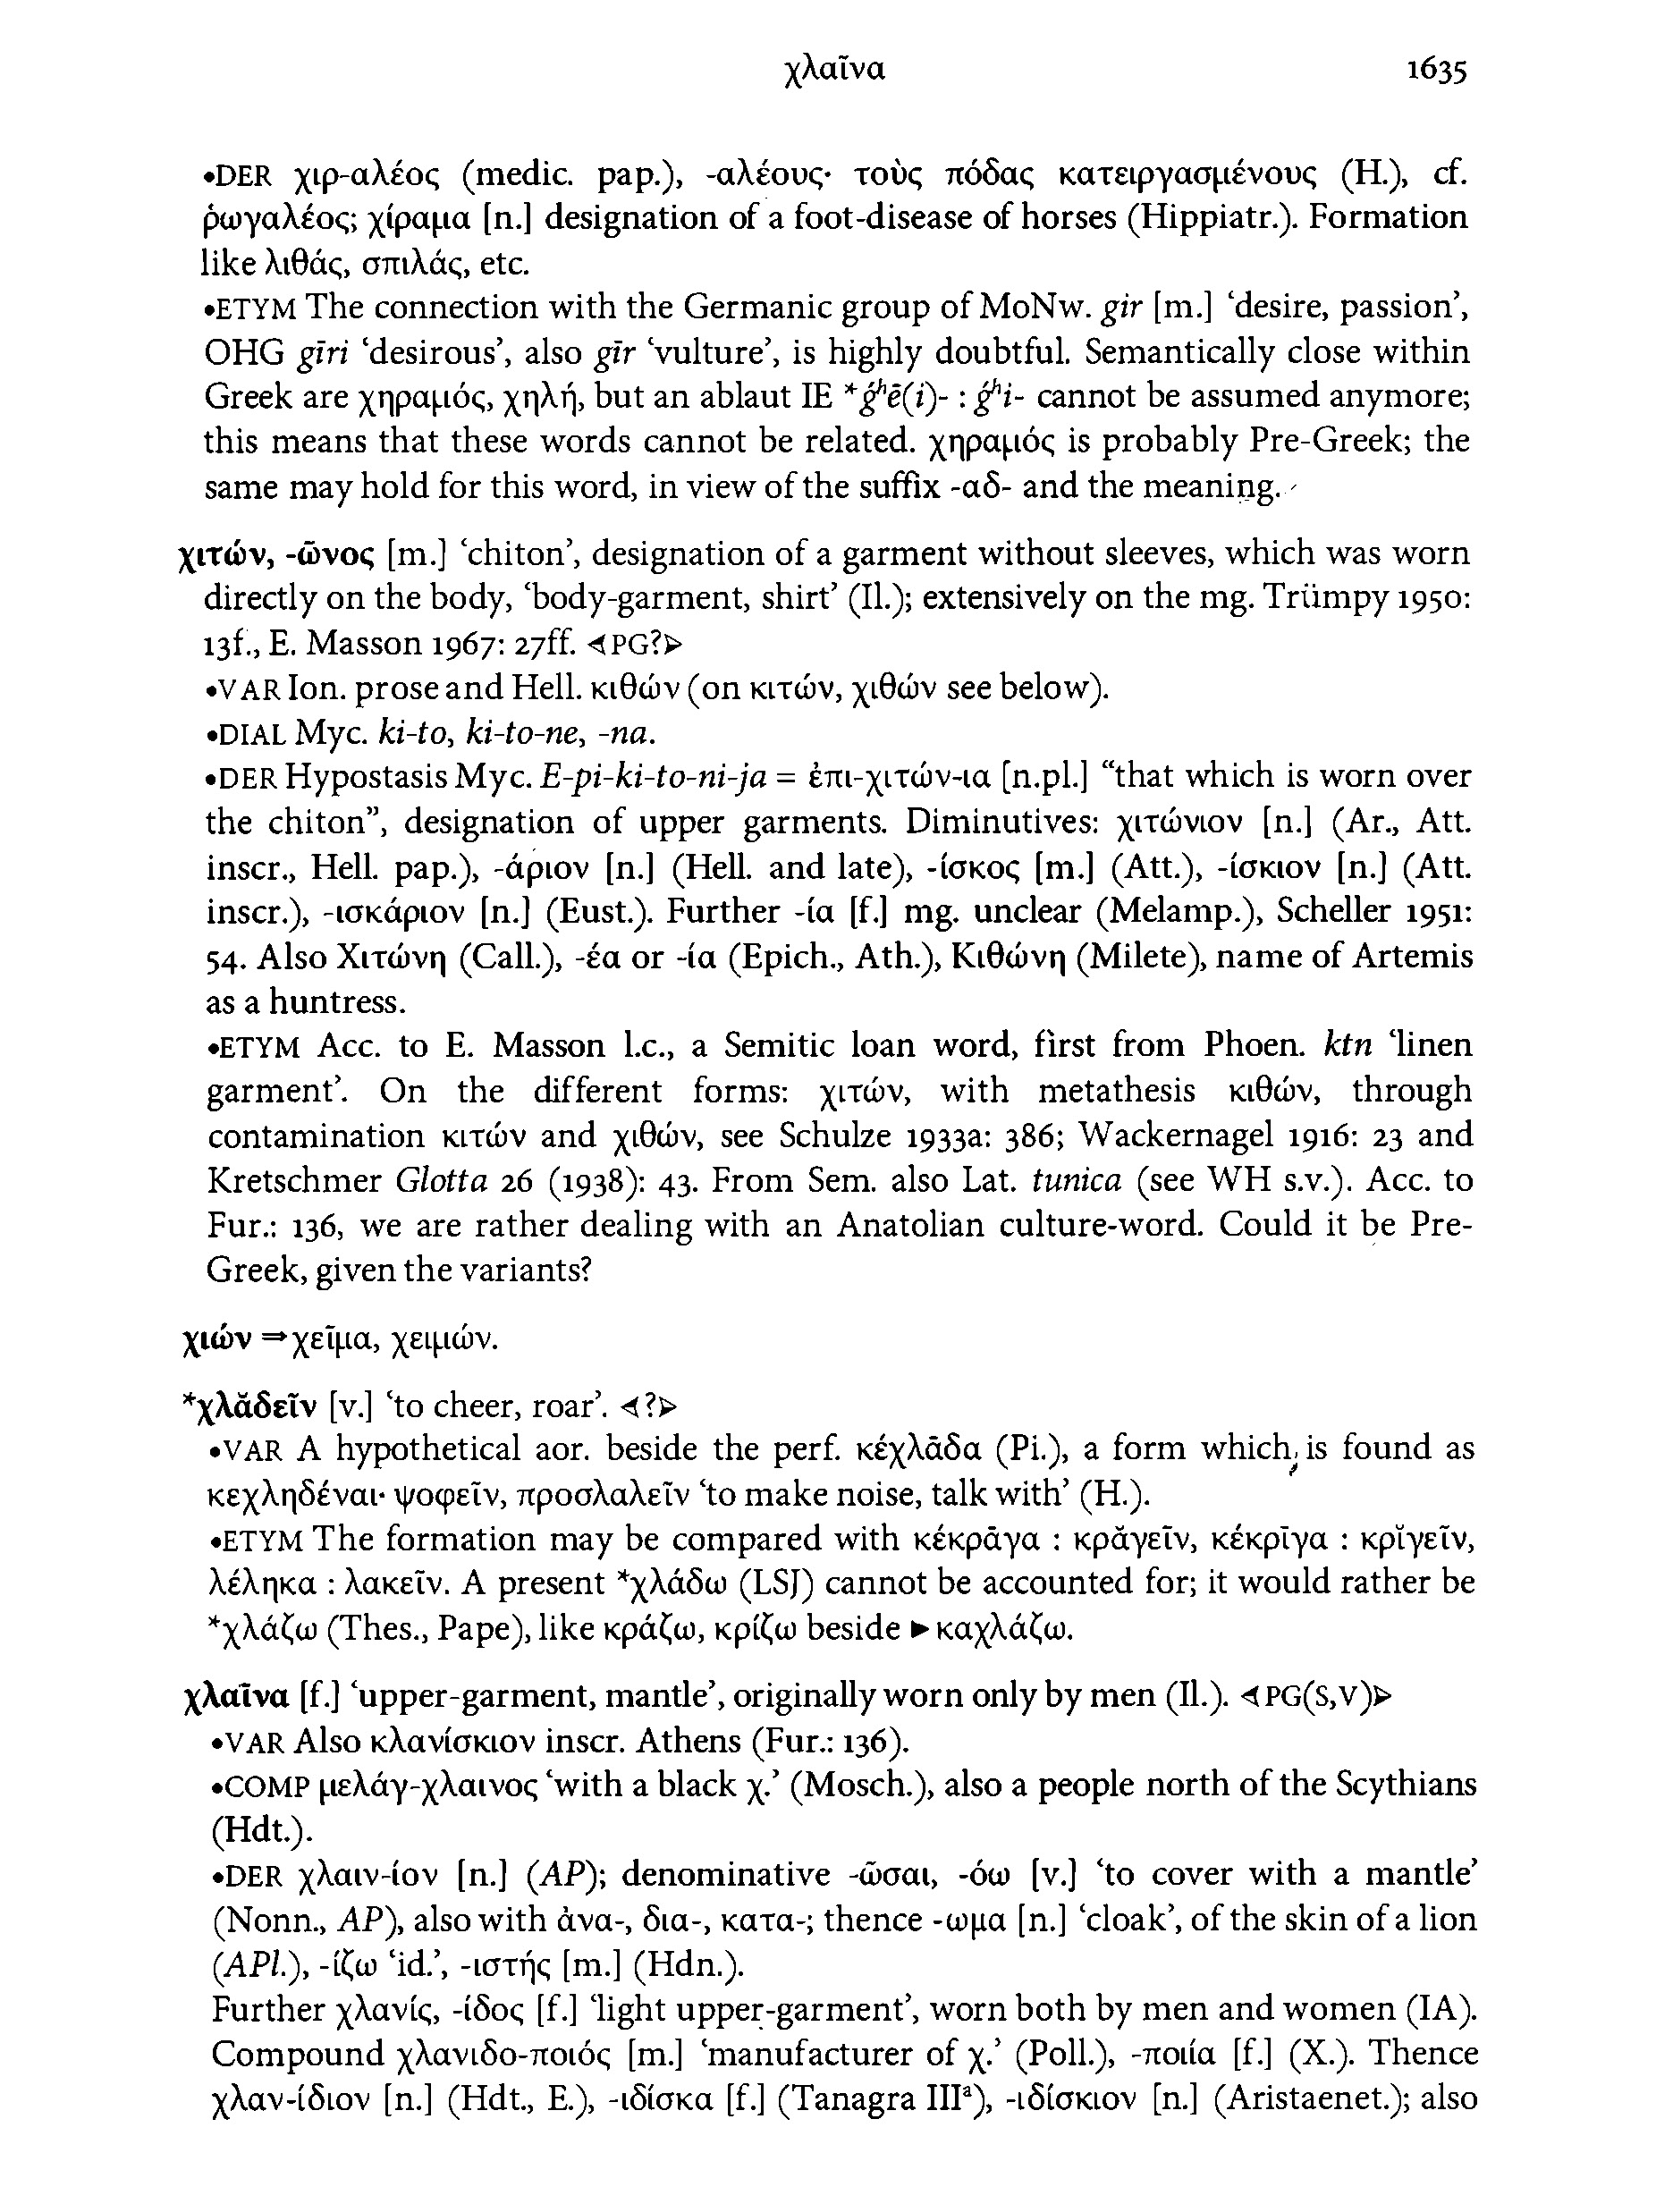 χλαῖνα 1635
•DER χιρ-αλέος (medic. pap.), -αλέους· τοὺς πόδας κατειργασμένους (H.), cf.
ῥωγαλέος; χίραμα [n.] designation of a foot-disease of horses (Hippiatr.). Formation
like λιθάς, σπιλάς, etc.
•ETYM The connection with the Germanic group of MoNw. gir [m.] ‘desire, passion’,
OHG gīri ‘desirous’, also gīr ‘vulture’, is highly doubtful. Semantically close within
Greek are χηραμός, χηλή, but an ablaut IE *ǵʰē(i)- : ǵʰi- cannot be assumed anymore;
this means that these words cannot be related. χηραμός is probably Pre-Greek; the
same may hold for this word, in view of the suffix -αδ- and the meaning.
χιτών, -ῶνος [m.] ‘chiton’, designation of a garment without sleeves, which was worn
directly on the body, ‘body-garment, shirt’ (Il.); extensively on the mg. Trümpy 1950:
13f., E. Masson 1967: 27ff. ⊲PG?⊳
•VAR Ion. prose and Hell. κιθών (on κιτών, χιθών see below).
•DIAL Myc. ki-to, ki-to-ne, -na.
•DER Hypostasis Myc. E-pi-ki-to-ni-ja = ἐπι-χιτών-ια [n.pl.] “that which is worn over
the chiton”, designation of upper garments. Diminutives: χιτώνιον [n.] (Ar., Att.
inscr., Hell. pap.), -άριον [n.] (Hell. and late), -ίσκος [m.] (Att.), -ίσκιον [n.] (Att.
inscr.), -ισκάριον [n.] (Eust.). Further -ία [f.] mg. unclear (Melamp.), Scheller 1951:
54. Also Χιτώνη (Call.), -έα or -ία (Epich., Ath.), Κιθώνη (Milete), name of Artemis
as a huntress.
•ETYM Acc. to E. Masson l.c., a Semitic loan word, first from Phoen. ktn ‘linen
garment’. On the different forms: χιτών, with metathesis κιθών, through
contamination κιτών and χιθών, see Schulze 1933a: 386; Wackernagel 1916: 23 and
Kretschmer Glotta 26 (1938): 43. From Sem. also Lat. tunica (see WH s.v.). Acc. to
Fur.: 136, we are rather dealing with an Anatolian culture-word. Could it be Pre-
Greek, given the variants?
χιών ⇒χεῖμα, χειμών.
*χλᾰδεῖν [v.] ‘to cheer, roar’. ⊲?⊳
•VAR A hypothetical aor. beside the perf. κέχλᾱδα (Pi.), a form which is found as
κεχληδέναι· ψοφεῖν, προσλαλεῖν ‘to make noise, talk with’ (H.).
•ETYM The formation may be compared with κέκρᾱγα : κρᾰγεῖν, κέκρῑγα : κρῐγεῖν,
λέληκα : λακεῖν. A present *χλάδω (LSJ) cannot be accounted for; it would rather be
*χλάζω (Thes., Pape), like κράζω, κρίζω beside ►καχλάζω.
χλαῖνα [f.] ‘upper-garment, mantle’, originally worn only by men (Il.). ⊲PG(S,V)⊳
•VAR Also κλανίσκιον inscr. Athens (Fur.: 136).
•COMP μελάγ-χλαινος ‘with a black χ.’ (Mosch.), also a people north of the Scythians
(Hdt.).
•DER χλαιν-ίον [n.] (AP); denominative -ῶσαι, -όω [v.] ‘to cover with a mantle’
(Nonn., AP), also with ἀνα-, δια-, κατα-; thence -ωμα [n.] ‘cloak’, of the skin of a lion
(APl.), -ίζω ‘id.’, -ιστής [m.] (Hdn.).
Further χλανίς, -ίδος [f.] ‘light upper-garment’, worn both by men and women (IA).
Compound χλανιδο-ποιός [m.] ‘manufacturer of χ.’ (Poll.), -ποιία [f.] (X.). Thence
χλαν-ίδιον [n.] (Hdt., E.), -ιδίσκα [f.] (Tanagra IIIᵃ), -ιδίσκιον [n.] (Aristaenet.); also